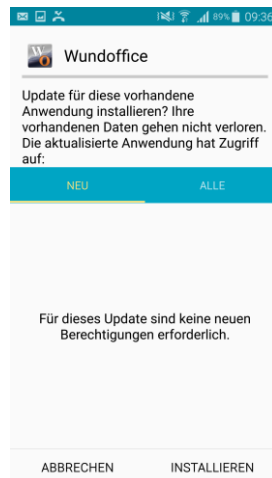 89% 09:36
Wundoffice
Update für diese vorhandene
Anwendung installieren? Ihre
vorhandenen Daten gehen nicht verloren.
Die aktualisierte Anwendung hat Zugriff
auf:
NEU ALLE
Für dieses Update sind keine neuen
Berechtigungen erforderlich.
ABBRECHEN INSTALLIEREN